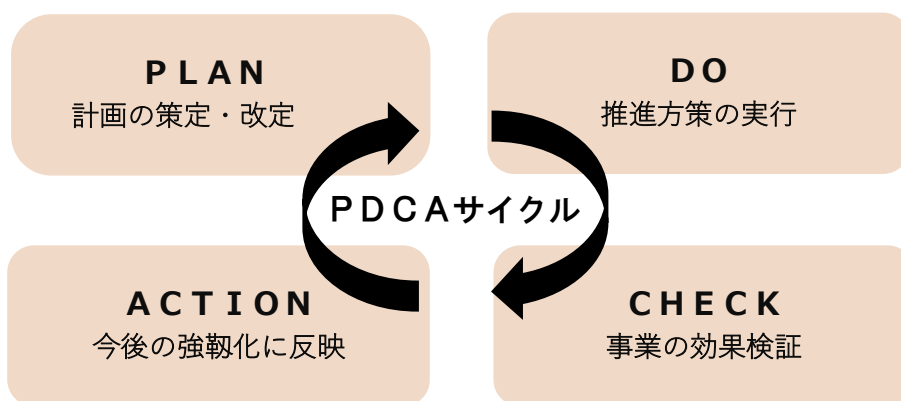 ＰＬＡＮ
計画の策定・改定
ＤＯ
推進方策の実行
ＰＤＣＡサイクル
ＡＣＴＩＯＮ
今後の強靱化に反映
ＣＨＥＣＫ
事業の効果検証